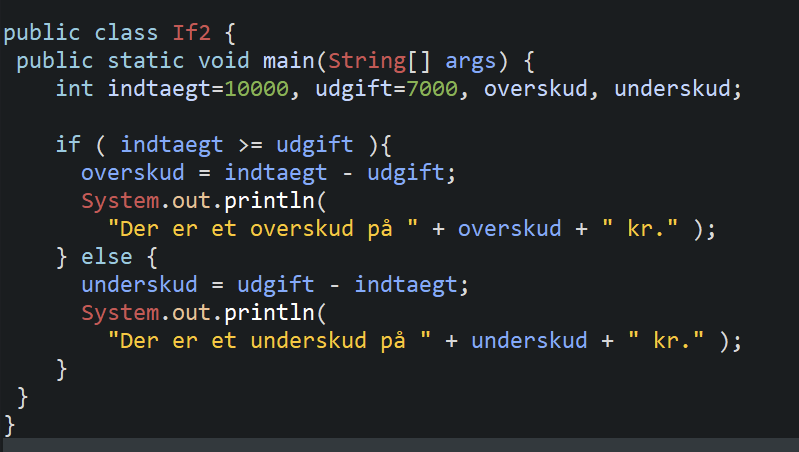 public class If2 {
 public static void main(String[] args) {
    int indtaegt=10000, udgift=7000, overskud, underskud;

    if ( indtaegt >= udgift ){
      overskud = indtaegt - udgift;
      System.out.println(
        "Der er et overskud på " + overskud + " kr." );
    } else {
      underskud = udgift - indtaegt;
      System.out.println(
        "Der er et underskud på " + underskud + " kr." );
    }
 }
}